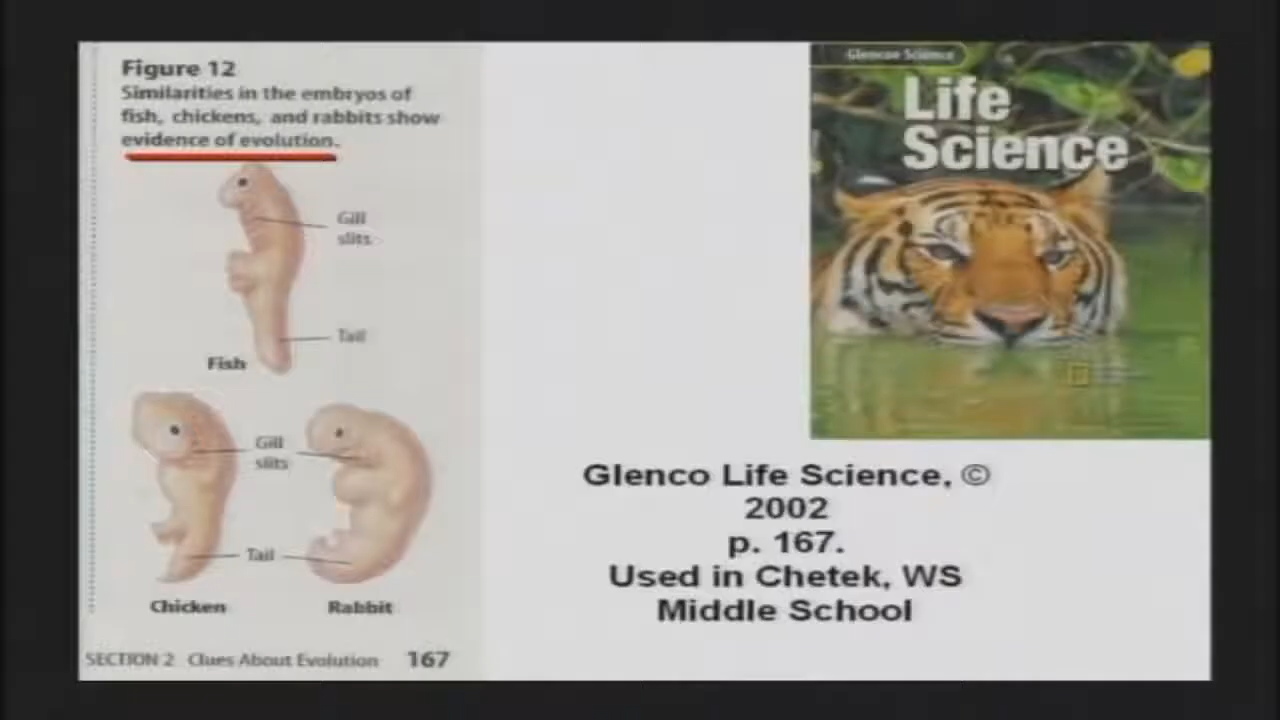 Figure 12
Similarities in the embryos of
fish, chickens, and rabbits show
evidence of evolution.
Gill
slits
Tail
Fish
Gill
slits
Tail
Chicken
Rabbit
SECTION 2 Clues About Evolution 167
Glencoe Science
Life
Science
Glenco Life Science, ©
2002
p. 167.
Used in Chetek, WS
Middle School